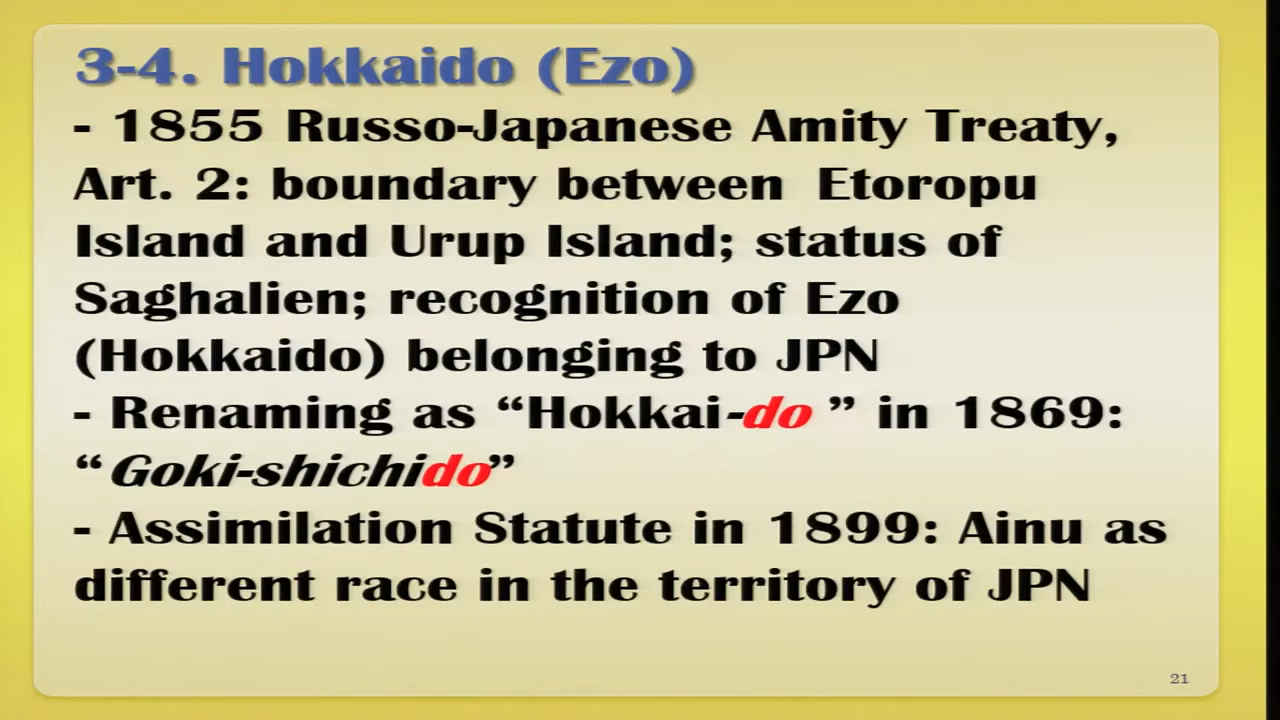 3-4. Hokkaido (Ezo)
- 1855 Russo-Japanese Amity Treaty,
Art. 2: boundary between Etoropu
Island and Urup Island; status of
Saghalien; recognition of Ezo
(Hokkaido) belonging to JPN
- Renaming as “Hokkai-do ” in 1869:
“Goki-shichido”
- Assimilation Statute in 1899: Ainu as
different race in the territory of JPN
21